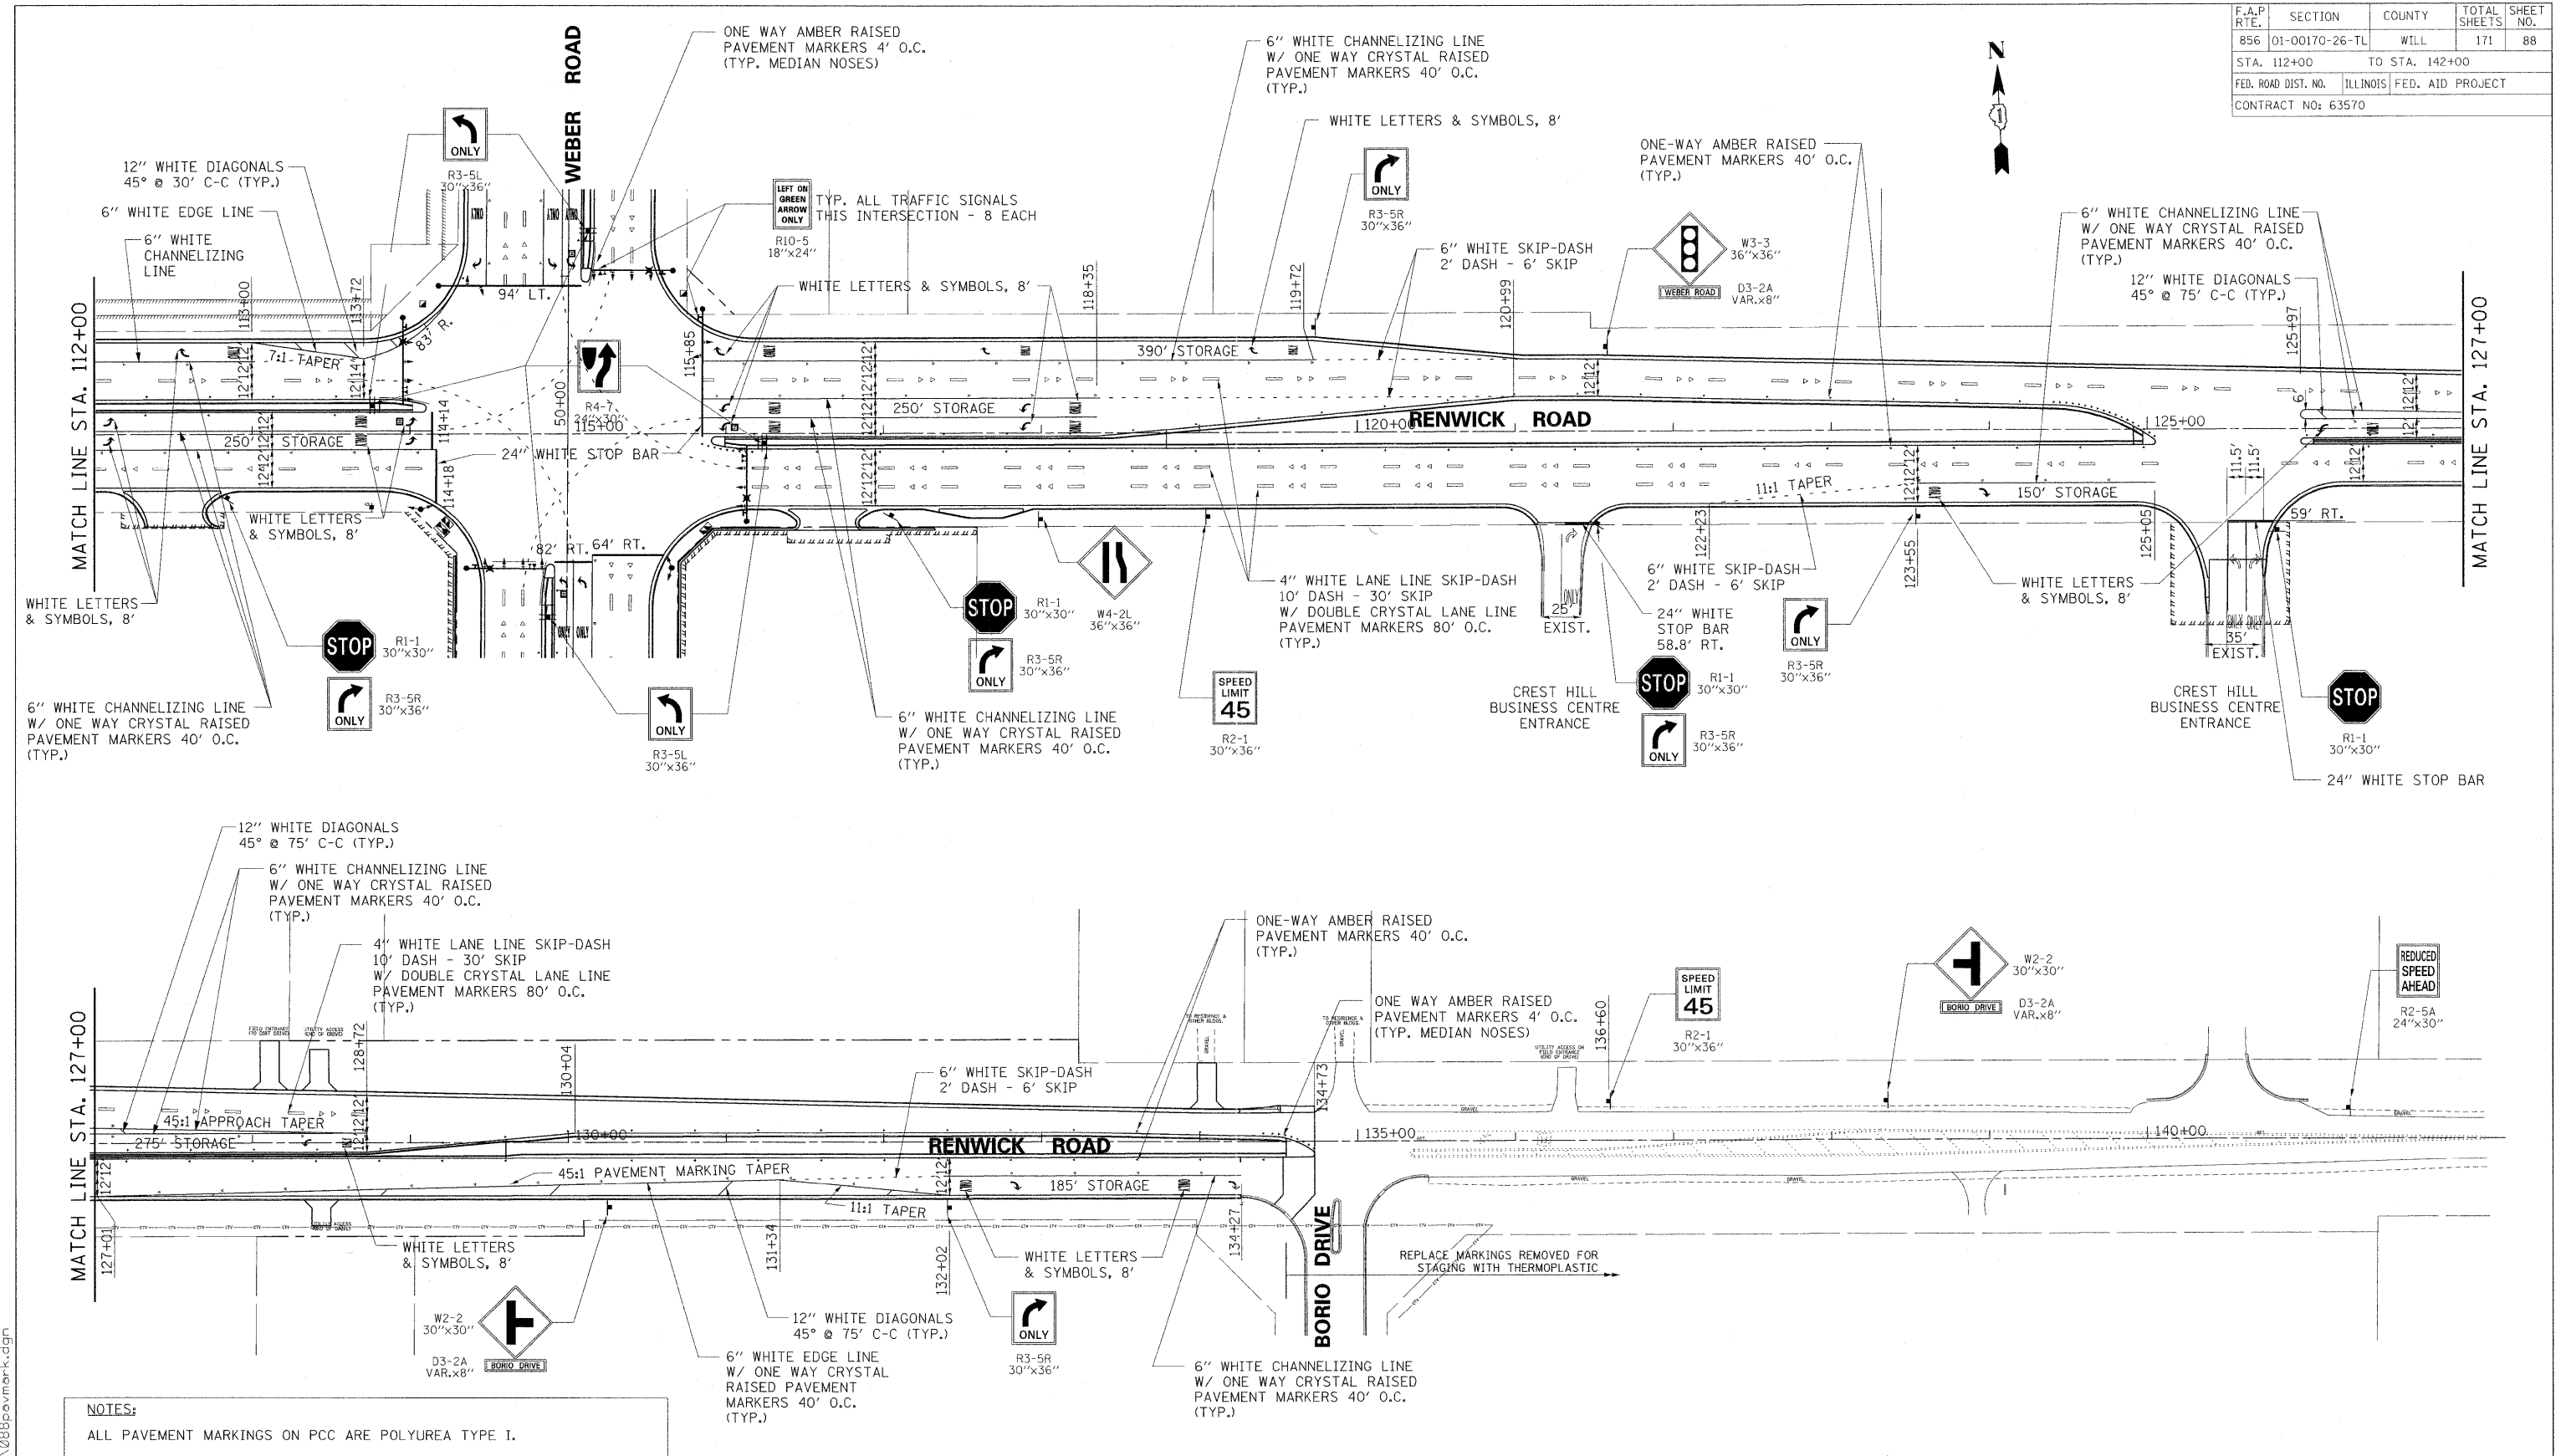 F.A.P. RTE. SECTION COUNTY TOTAL SHEETS SHEET NO.
856 01-00170-26-TL WILL 171 88
STA. 112+00 TO STA. 142+00
FED. ROAD DIST. NO. ILLINOIS FED. AID PROJECT
CONTRACT NO: 63570
N
WEBER ROAD
ONE WAY AMBER RAISED
PAVEMENT MARKERS 4' O.C.
(TYP. MEDIAN NOSES)
6" WHITE CHANNELIZING LINE
W/ ONE WAY CRYSTAL RAISED
PAVEMENT MARKERS 40' O.C.
(TYP.)
WHITE LETTERS & SYMBOLS, 8'
ONLY
R3-5L
30"x36"
12" WHITE DIAGONALS
45° @ 30' C-C (TYP.)
6" WHITE EDGE LINE
6" WHITE
CHANNELIZING
LINE
LEFT ON
GREEN
ARROW
ONLY
R10-5
18"x24"
TYP. ALL TRAFFIC SIGNALS
THIS INTERSECTION - 8 EACH
ONLY
R3-5R
30"x36"
ONE-WAY AMBER RAISED
PAVEMENT MARKERS 40' O.C.
(TYP.)
6" WHITE SKIP-DASH
2' DASH - 6' SKIP
W3-3
36"x36"
WEBER ROAD
D3-2A
VAR.x8"
6" WHITE CHANNELIZING LINE
W/ ONE WAY CRYSTAL RAISED
PAVEMENT MARKERS 40' O.C.
(TYP.)
12" WHITE DIAGONALS
45° @ 75' C-C (TYP.)
WHITE LETTERS & SYMBOLS, 8'
MATCH LINE STA. 112+00
113+00
113+72
7:1 TAPER
83' R.
94' LT.
115+85
118+35
119+72
120+99
125+97
390' STORAGE
250' STORAGE
250' STORAGE
R4-7
24"x30"
115+00
50+00
114+14
114+18
24" WHITE STOP BAR
120+00
RENWICK ROAD
125+00
MATCH LINE STA. 127+00
11:1 TAPER
150' STORAGE
11.5'
11.5'
59' RT.
122+23
123+55
125+05
WHITE LETTERS
& SYMBOLS, 8'
82' RT.
64' RT.
WHITE LETTERS
& SYMBOLS, 8'
STOP
R1-1
30"x30"
ONLY
R3-5R
30"x36"
6" WHITE CHANNELIZING LINE
W/ ONE WAY CRYSTAL RAISED
PAVEMENT MARKERS 40' O.C.
(TYP.)
ONLY
R3-5L
30"x36"
6" WHITE CHANNELIZING LINE
W/ ONE WAY CRYSTAL RAISED
PAVEMENT MARKERS 40' O.C.
(TYP.)
STOP
R1-1
30"x30"
ONLY
R3-5R
30"x36"
W4-2L
36"x36"
SPEED
LIMIT
45
R2-1
30"x36"
4" WHITE LANE LINE SKIP-DASH
10' DASH - 30' SKIP
W/ DOUBLE CRYSTAL LANE LINE
PAVEMENT MARKERS 80' O.C.
(TYP.)
25'
EXIST.
6" WHITE SKIP-DASH
2' DASH - 6' SKIP
24" WHITE
STOP BAR
58.8' RT.
CREST HILL
BUSINESS CENTRE
ENTRANCE
STOP
R1-1
30"x30"
ONLY
R3-5R
30"x36"
ONLY
R3-5R
30"x36"
WHITE LETTERS
& SYMBOLS, 8'
35'
EXIST.
CREST HILL
BUSINESS CENTRE
ENTRANCE
STOP
R1-1
30"x30"
24" WHITE STOP BAR
12" WHITE DIAGONALS
45° @ 75' C-C (TYP.)
6" WHITE CHANNELIZING LINE
W/ ONE WAY CRYSTAL RAISED
PAVEMENT MARKERS 40' O.C.
(TYP.)
4" WHITE LANE LINE SKIP-DASH
10' DASH - 30' SKIP
W/ DOUBLE CRYSTAL LANE LINE
PAVEMENT MARKERS 80' O.C.
(TYP.)
ONE-WAY AMBER RAISED
PAVEMENT MARKERS 40' O.C.
(TYP.)
ONE WAY AMBER RAISED
PAVEMENT MARKERS 4' O.C.
(TYP. MEDIAN NOSES)
SPEED
LIMIT
45
R2-1
30"x36"
W2-2
30"x30"
BORIO DRIVE
D3-2A
VAR.x8"
REDUCED
SPEED
AHEAD
R2-5A
24"x30"
MATCH LINE STA. 127+00
127+01
128+72
130+04
134+73
136+60
6" WHITE SKIP-DASH
2' DASH - 6' SKIP
45:1 APPROACH TAPER
275' STORAGE
130+00
RENWICK ROAD
135+00
140+00
45:1 PAVEMENT MARKING TAPER
185' STORAGE
11:1 TAPER
131+34
132+02
134+27
WHITE LETTERS
& SYMBOLS, 8'
WHITE LETTERS
& SYMBOLS, 8'
BORIO DRIVE
REPLACE MARKINGS REMOVED FOR
STAGING WITH THERMOPLASTIC
W2-2
30"x30"
D3-2A
VAR.x8"
BORIO DRIVE
12" WHITE DIAGONALS
45° @ 75' C-C (TYP.)
6" WHITE EDGE LINE
W/ ONE WAY CRYSTAL
RAISED PAVEMENT
MARKERS 40' O.C.
(TYP.)
ONLY
R3-5R
30"x36"
6" WHITE CHANNELIZING LINE
W/ ONE WAY CRYSTAL RAISED
PAVEMENT MARKERS 40' O.C.
(TYP.)
NOTES:
ALL PAVEMENT MARKINGS ON PCC ARE POLYUREA TYPE I.
\088pavmark.dgn